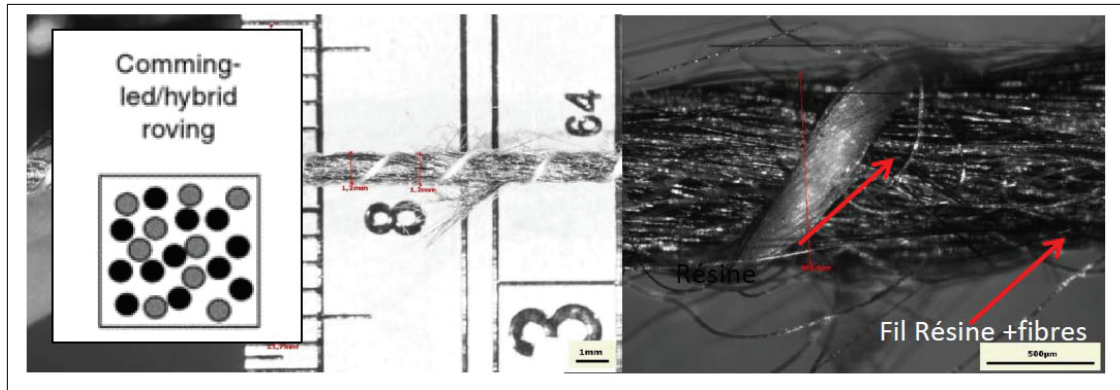 Comming-
led/hybrid
roving
1,2mm
1,2mm
8
64
3
1mm
Résine
Fil Résine +fibres
500µm